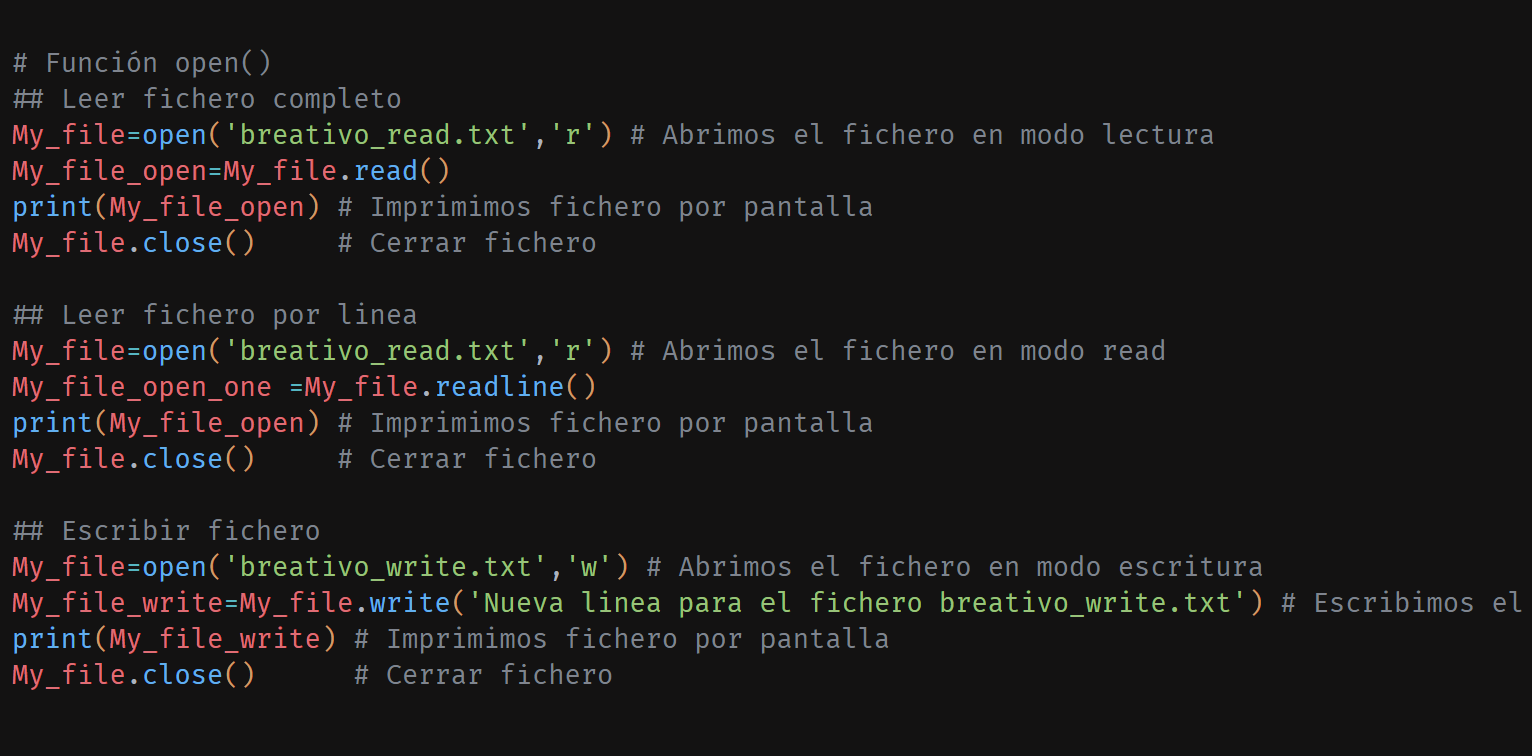 # Función open()
## Leer fichero completo
My_file=open('breativo_read.txt','r') # Abrimos el fichero en modo lectura
My_file_open=My_file.read()
print(My_file_open) # Imprimimos fichero por pantalla
My_file.close()     # Cerrar fichero
## Leer fichero por linea
My_file=open('breativo_read.txt','r') # Abrimos el fichero en modo read
My_file_open_one =My_file.readline()
print(My_file_open) # Imprimimos fichero por pantalla
My_file.close()     # Cerrar fichero
## Escribir fichero
My_file=open('breativo_write.txt','w') # Abrimos el fichero en modo escritura
My_file_write=My_file.write('Nueva linea para el fichero breativo_write.txt') # Escribimos el
print(My_file_write) # Imprimimos fichero por pantalla
My_file.close()      # Cerrar fichero